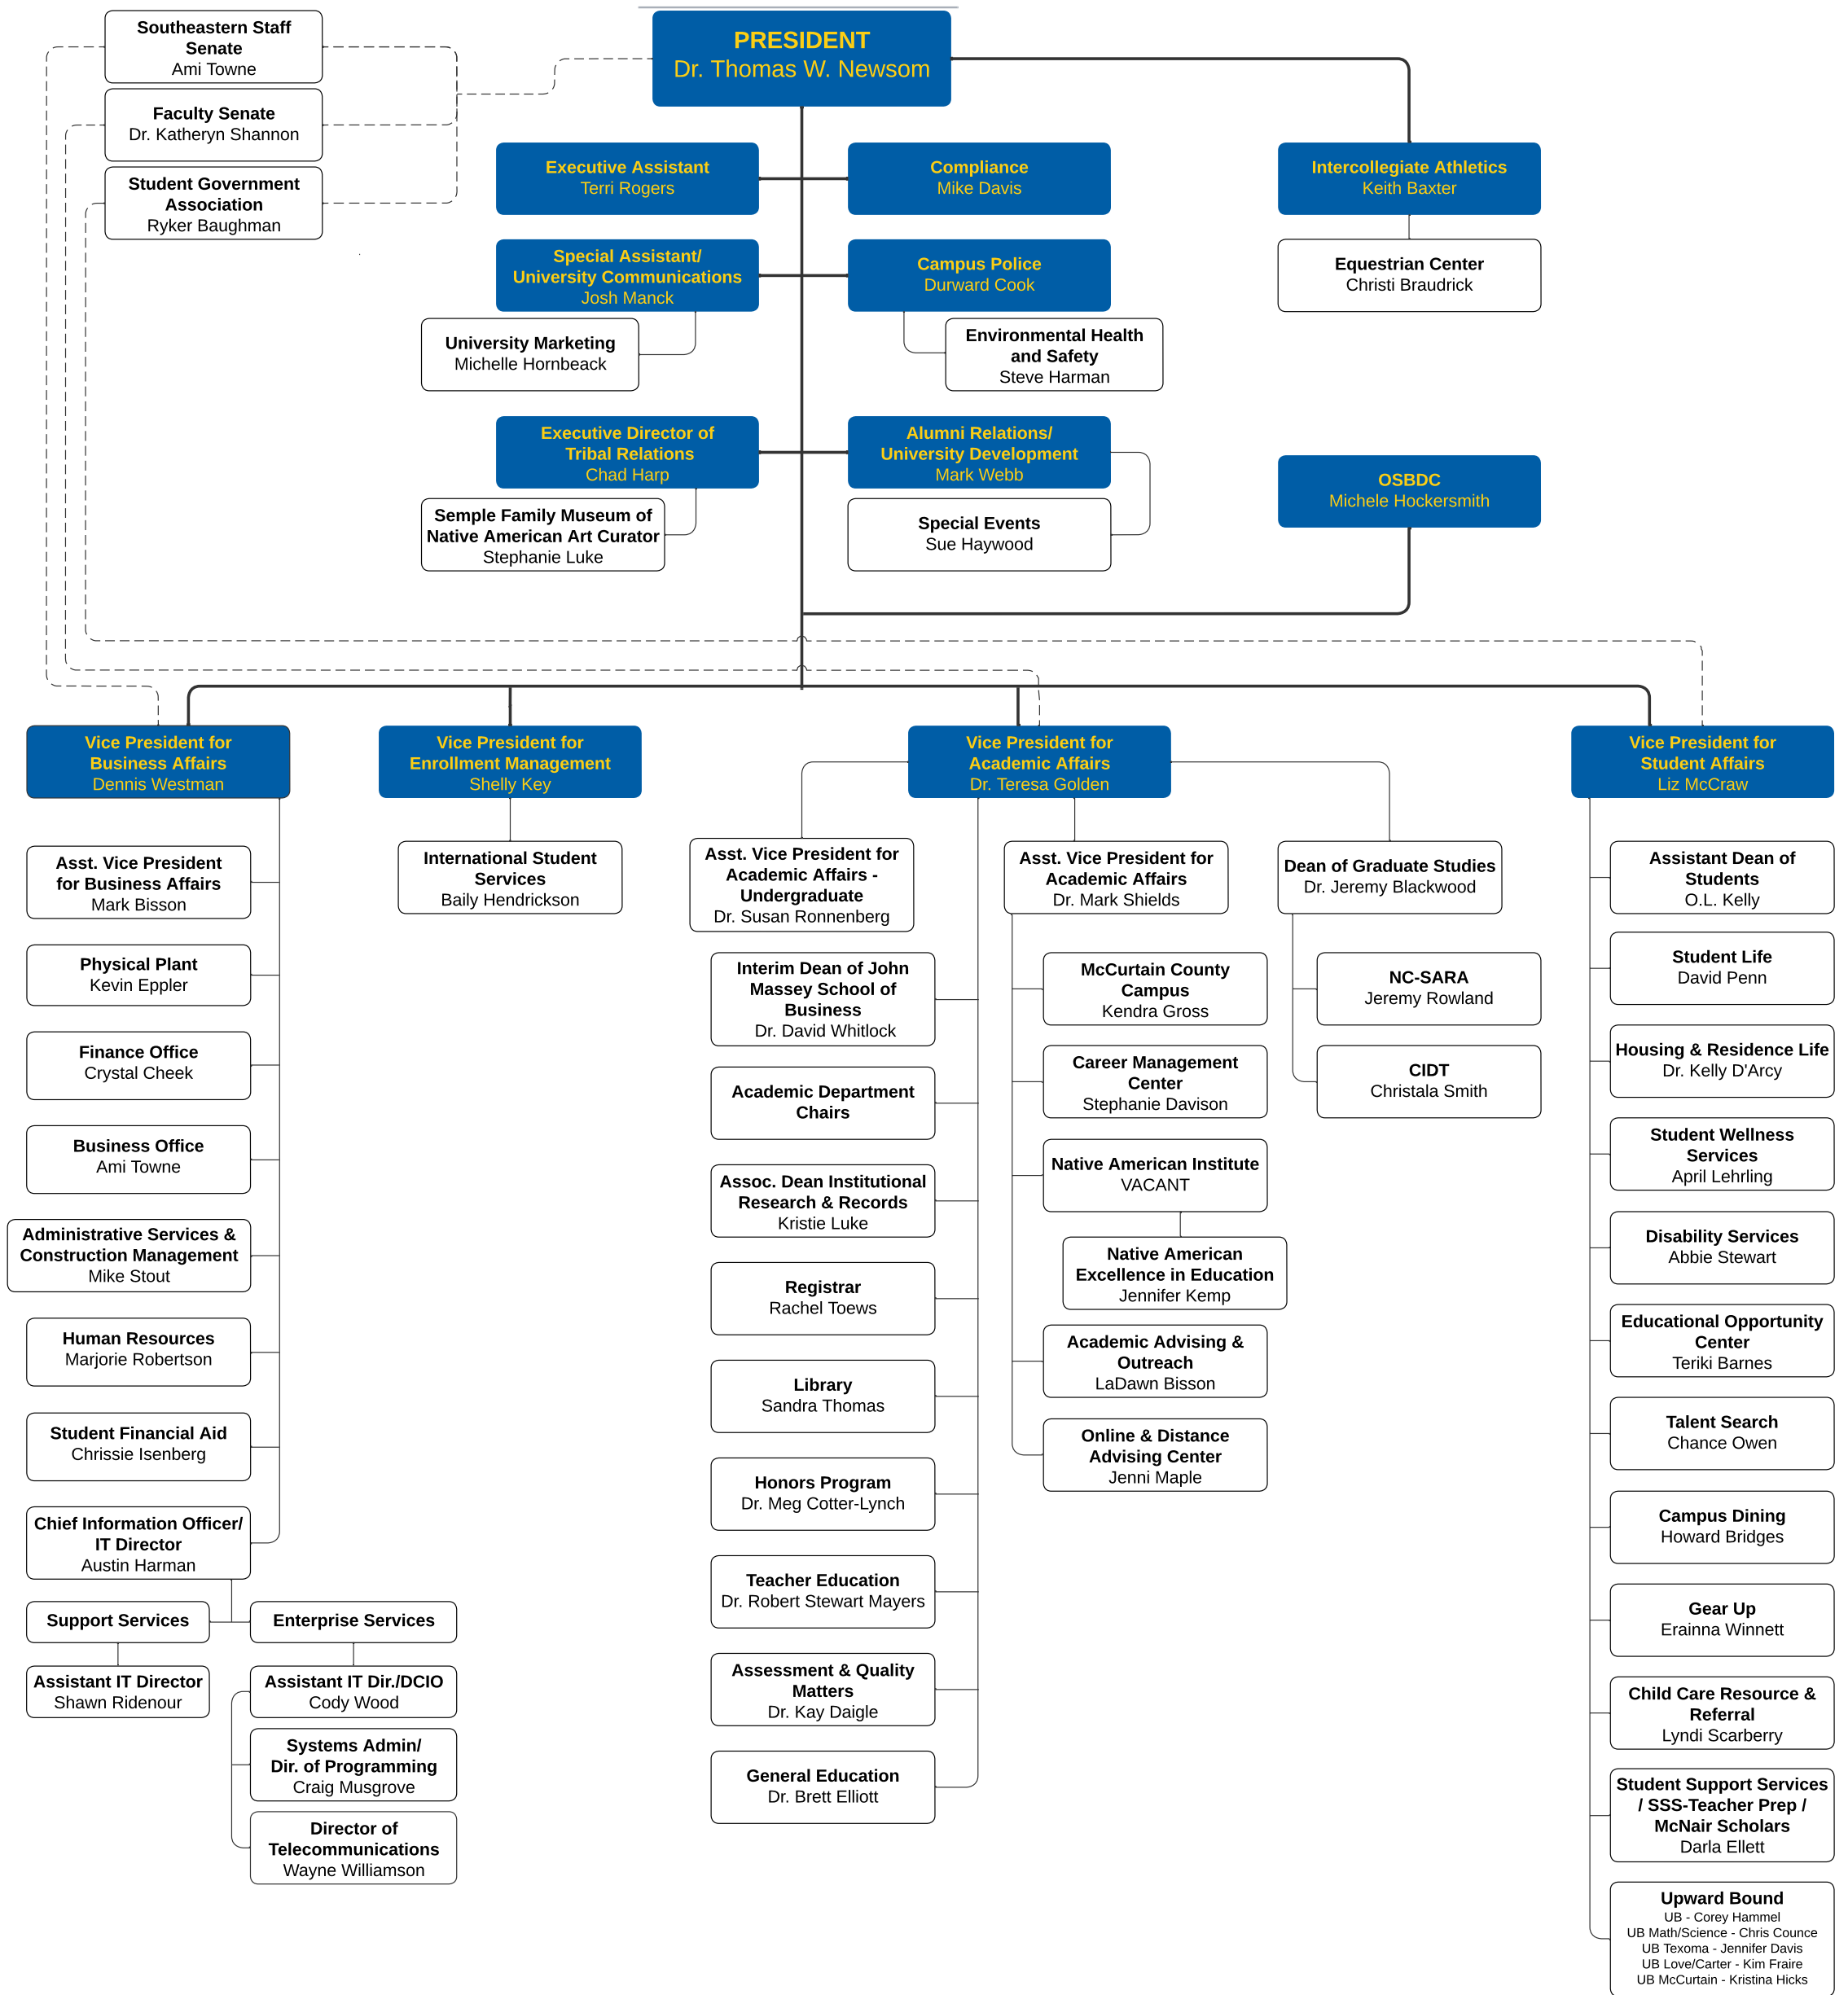 Southeastern Staff
Senate
Ami Towne
Faculty Senate
Dr. Katheryn Shannon
Student Government
Association
Ryker Baughman
PRESIDENT
Dr. Thomas W. Newsom
Executive Assistant
Terri Rogers
Compliance
Mike Davis
Intercollegiate Athletics
Keith Baxter
Special Assistant/
University Communications
Josh Manck
Campus Police
Durward Cook
Equestrian Center
Christi Braudrick
University Marketing
Michelle Hornbeack
Environmental Health
and Safety
Steve Harman
Executive Director of
Tribal Relations
Chad Harp
Alumni Relations/
University Development
Mark Webb
OSBDC
Michele Hockersmith
Semple Family Museum of
Native American Art Curator
Stephanie Luke
Special Events
Sue Haywood
Vice President for
Business Affairs
Dennis Westman
Asst. Vice President
for Business Affairs
Mark Bisson
Physical Plant
Kevin Eppler
Finance Office
Crystal Cheek
Business Office
Ami Towne
Administrative Services &
Construction Management
Mike Stout
Human Resources
Marjorie Robertson
Student Financial Aid
Chrissie Isenberg
Chief Information Officer/
IT Director
Austin Harman
Support Services
Assistant IT Director
Shawn Ridenour
Enterprise Services
Assistant IT Dir./DCIO
Cody Wood
Systems Admin/
Dir. of Programming
Craig Musgrove
Director of
Telecommunications
Wayne Williamson
Vice President for
Enrollment Management
Shelly Key
International Student
Services
Baily Hendrickson
Vice President for
Academic Affairs
Dr. Teresa Golden
Asst. Vice President for
Academic Affairs -
Undergraduate
Dr. Susan Ronnenberg
Interim Dean of John
Massey School of
Business
Dr. David Whitlock
Academic Department
Chairs
Assoc. Dean Institutional
Research & Records
Kristie Luke
Registrar
Rachel Toews
Library
Sandra Thomas
Honors Program
Dr. Meg Cotter-Lynch
Teacher Education
Dr. Robert Stewart Mayers
Assessment & Quality
Matters
Dr. Kay Daigle
General Education
Dr. Brett Elliott
Asst. Vice President for
Academic Affairs
Dr. Mark Shields
McCurtain County
Campus
Kendra Gross
Career Management
Center
Stephanie Davison
Native American Institute
VACANT
Native American
Excellence in Education
Jennifer Kemp
Academic Advising &
Outreach
LaDawn Bisson
Online & Distance
Advising Center
Jenni Maple
Dean of Graduate Studies
Dr. Jeremy Blackwood
NC-SARA
Jeremy Rowland
CIDT
Christala Smith
Vice President for
Student Affairs
Liz McCraw
Assistant Dean of
Students
O.L. Kelly
Student Life
David Penn
Housing & Residence Life
Dr. Kelly D'Arcy
Student Wellness
Services
April Lehrling
Disability Services
Abbie Stewart
Educational Opportunity
Center
Teriki Barnes
Talent Search
Chance Owen
Campus Dining
Howard Bridges
Gear Up
Erainna Winnett
Child Care Resource &
Referral
Lyndi Scarberry
Student Support Services
/ SSS-Teacher Prep /
McNair Scholars
Darla Ellett
Upward Bound
UB - Corey Hammel
UB Math/Science - Chris Counce
UB Texoma - Jennifer Davis
UB Love/Carter - Kim Fraire
UB McCurtain - Kristina Hicks